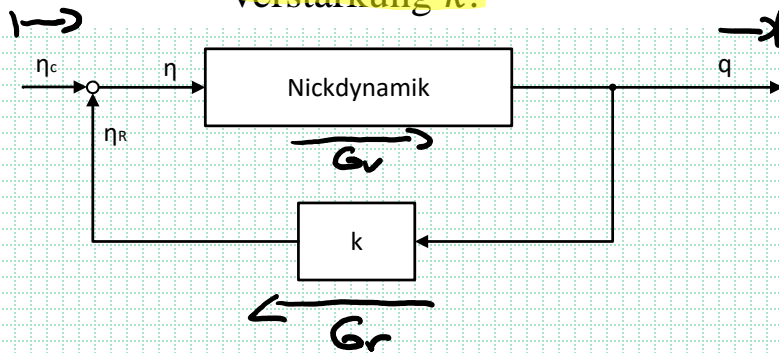 Verstärkung k?
ηc
η
Nickdynamik
q
ηR
Gv
k
Gr